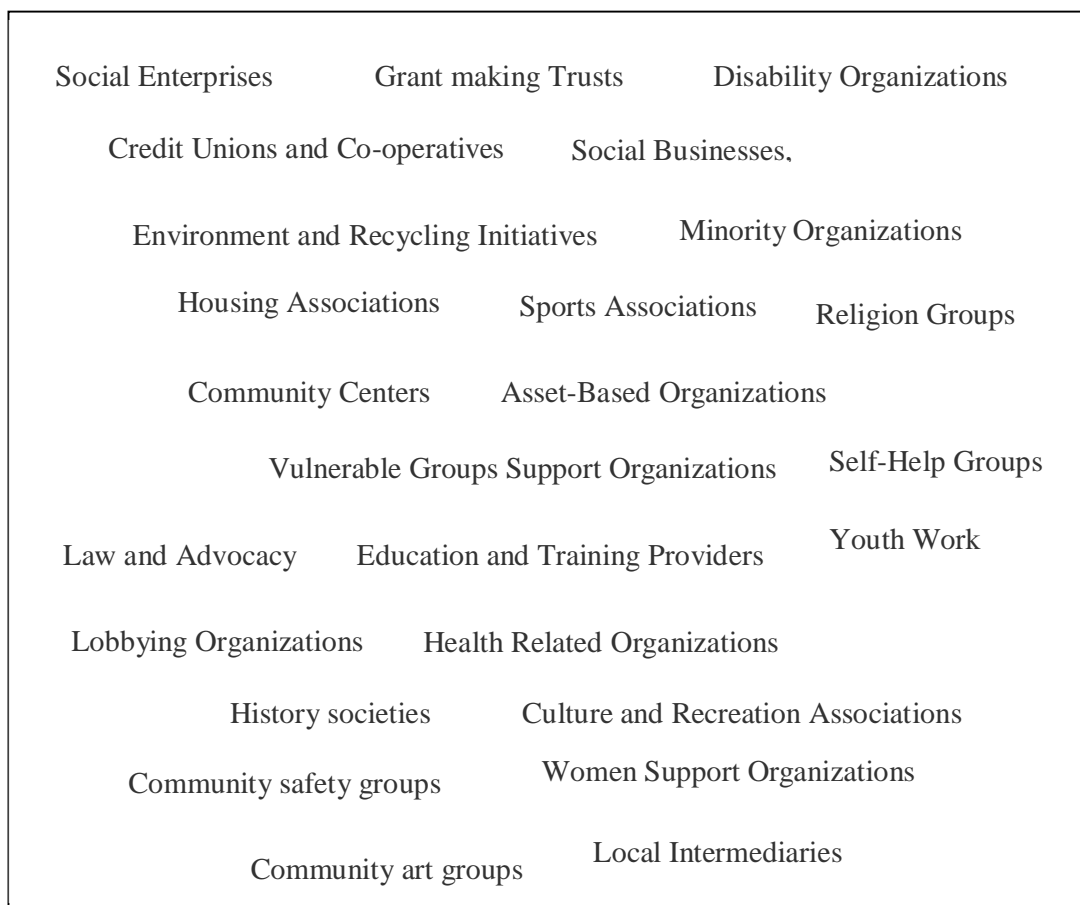 Social Enterprises Grant making Trusts Disability Organizations
Credit Unions and Co-operatives Social Businesses,
Environment and Recycling Initiatives Minority Organizations
Housing Associations Sports Associations Religion Groups
Community Centers Asset-Based Organizations
Vulnerable Groups Support Organizations Self-Help Groups
Law and Advocacy Education and Training Providers Youth Work
Lobbying Organizations Health Related Organizations
History societies Culture and Recreation Associations
Community safety groups Women Support Organizations
Community art groups Local Intermediaries